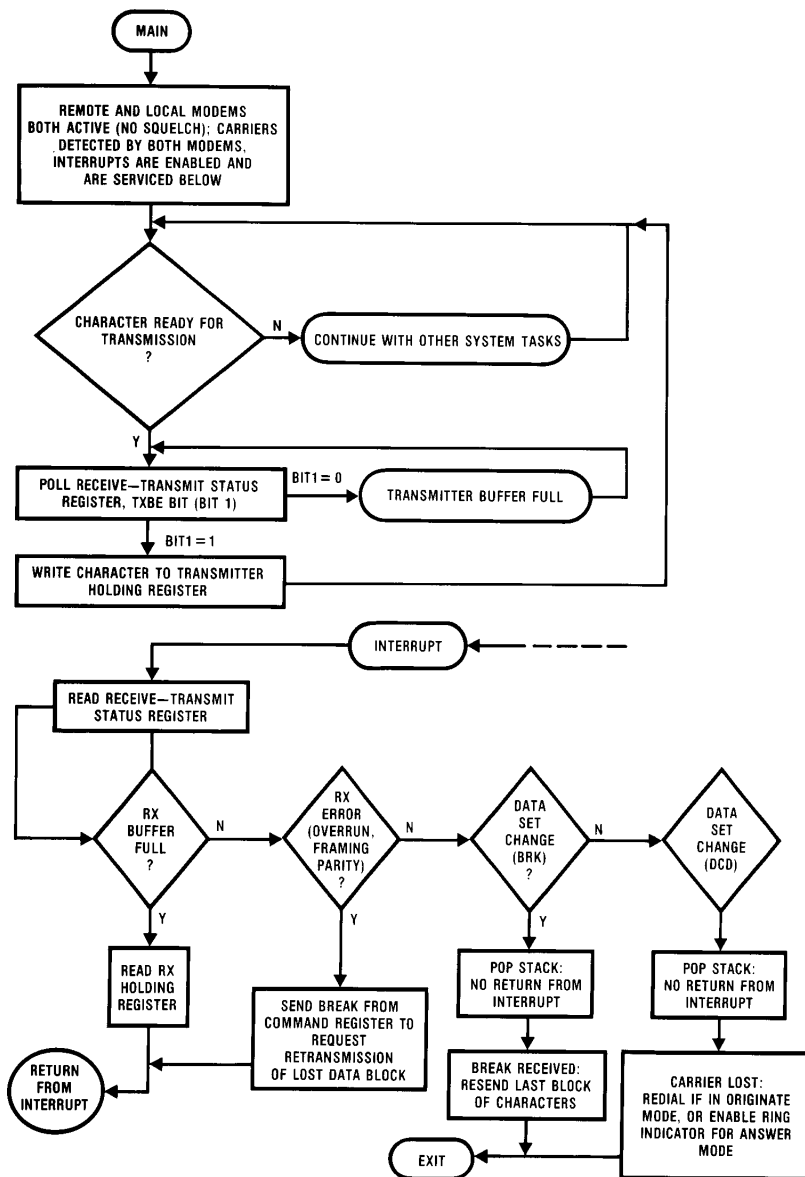 MAIN
REMOTE AND LOCAL MODEMS
BOTH ACTIVE (NO SQUELCH); CARRIERS
DETECTED BY BOTH MODEMS,
INTERRUPTS ARE ENABLED AND
ARE SERVICED BELOW
CHARACTER READY FOR
TRANSMISSION
?
N
CONTINUE WITH OTHER SYSTEM TASKS
Y
POLL RECEIVE—TRANSMIT STATUS
REGISTER, TXBE BIT (BIT 1)
BIT1 = 0
TRANSMITTER BUFFER FULL
BIT1 = 1
WRITE CHARACTER TO TRANSMITTER
HOLDING REGISTER
INTERRUPT
READ RECEIVE—TRANSMIT
STATUS REGISTER
RX
BUFFER
FULL
?
N
RX
ERROR
(OVERRUN,
FRAMING
PARITY)
?
N
DATA
SET
CHANGE
(BRK)
?
N
DATA
SET
CHANGE
(DCD)
Y
READ RX
HOLDING
REGISTER
Y
SEND BREAK FROM
COMMAND REGISTER TO
REQUEST
RETRANSMISSION
OF LOST DATA BLOCK
Y
POP STACK:
NO RETURN FROM
INTERRUPT
POP STACK:
NO RETURN FROM
INTERRUPT
RETURN
FROM
INTERRUPT
BREAK RECEIVED:
RESEND LAST BLOCK
OF CHARACTERS
CARRIER LOST:
REDIAL IF IN ORIGINATE
MODE, OR ENABLE RING
INDICATOR FOR ANSWER
MODE
EXIT